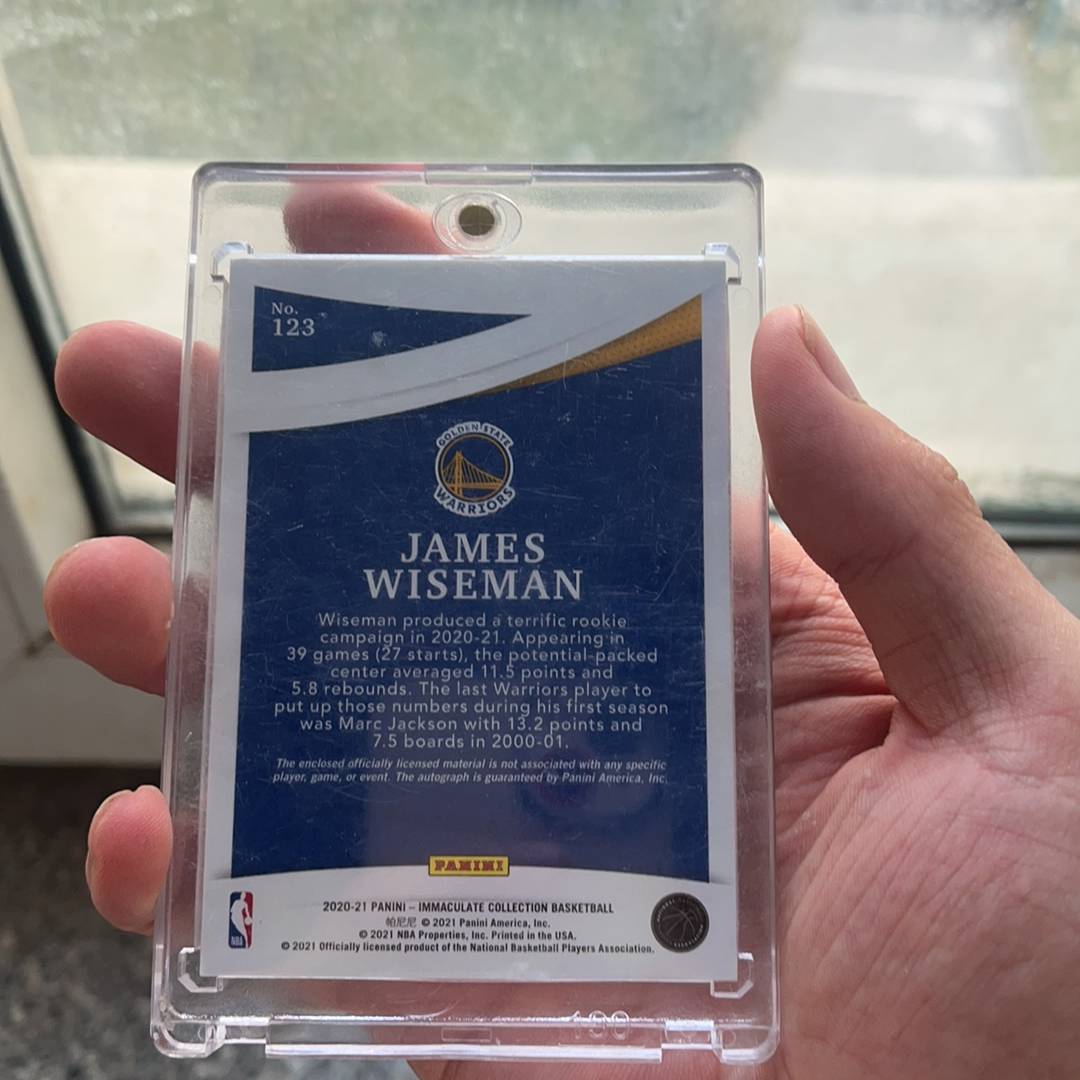 No.
123
GOLDEN STATE
WARRIORS
JAMES
WISEMAN
Wiseman produced a terrific rookie
campaign in 2020-21. Appearing in
39 games (27 starts), the potential-packed
center averaged 11.5 points and
5.8 rebounds. The last Warriors player to
put up those numbers during his first season
was Marc Jackson with 13.2 points and
7.5 boards in 2000-01.
The enclosed officially licensed material is not associated with any specific
player, game, or event. The autograph is guaranteed by Panini America, Inc.
PANINI
2020-21 PANINI – IMMACULATE COLLECTION BASKETBALL
帕尼尼 © 2021 Panini America, Inc.
© 2021 NBA Properties, Inc. Printed in the USA.
© 2021 Officially licensed product of the National Basketball Players Association.
NBA